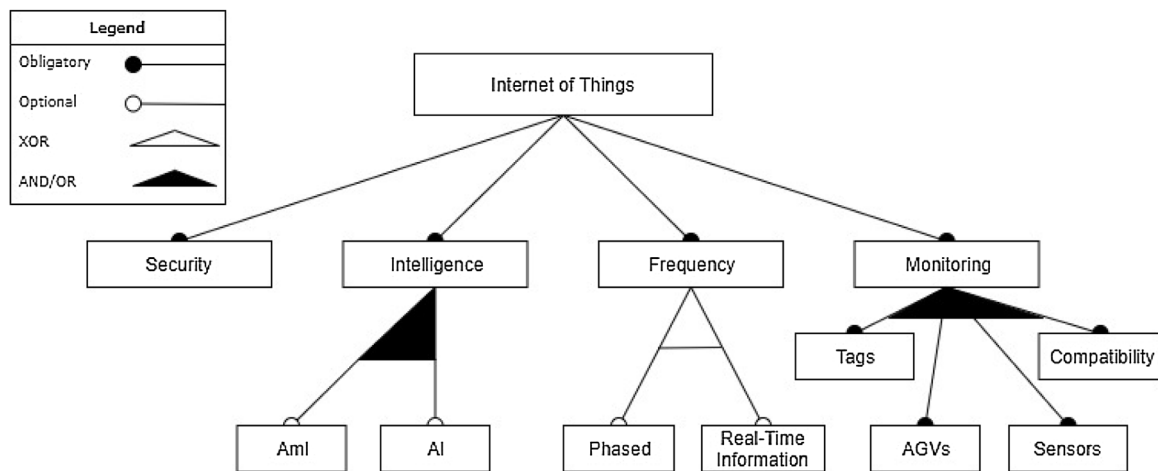 Legend
Obligatory
Optional
XOR
AND/OR
Internet of Things
Security
Intelligence
Frequency
Monitoring
Tags
Compatibility
AmI
AI
Phased
Real-Time
Information
AGVs
Sensors